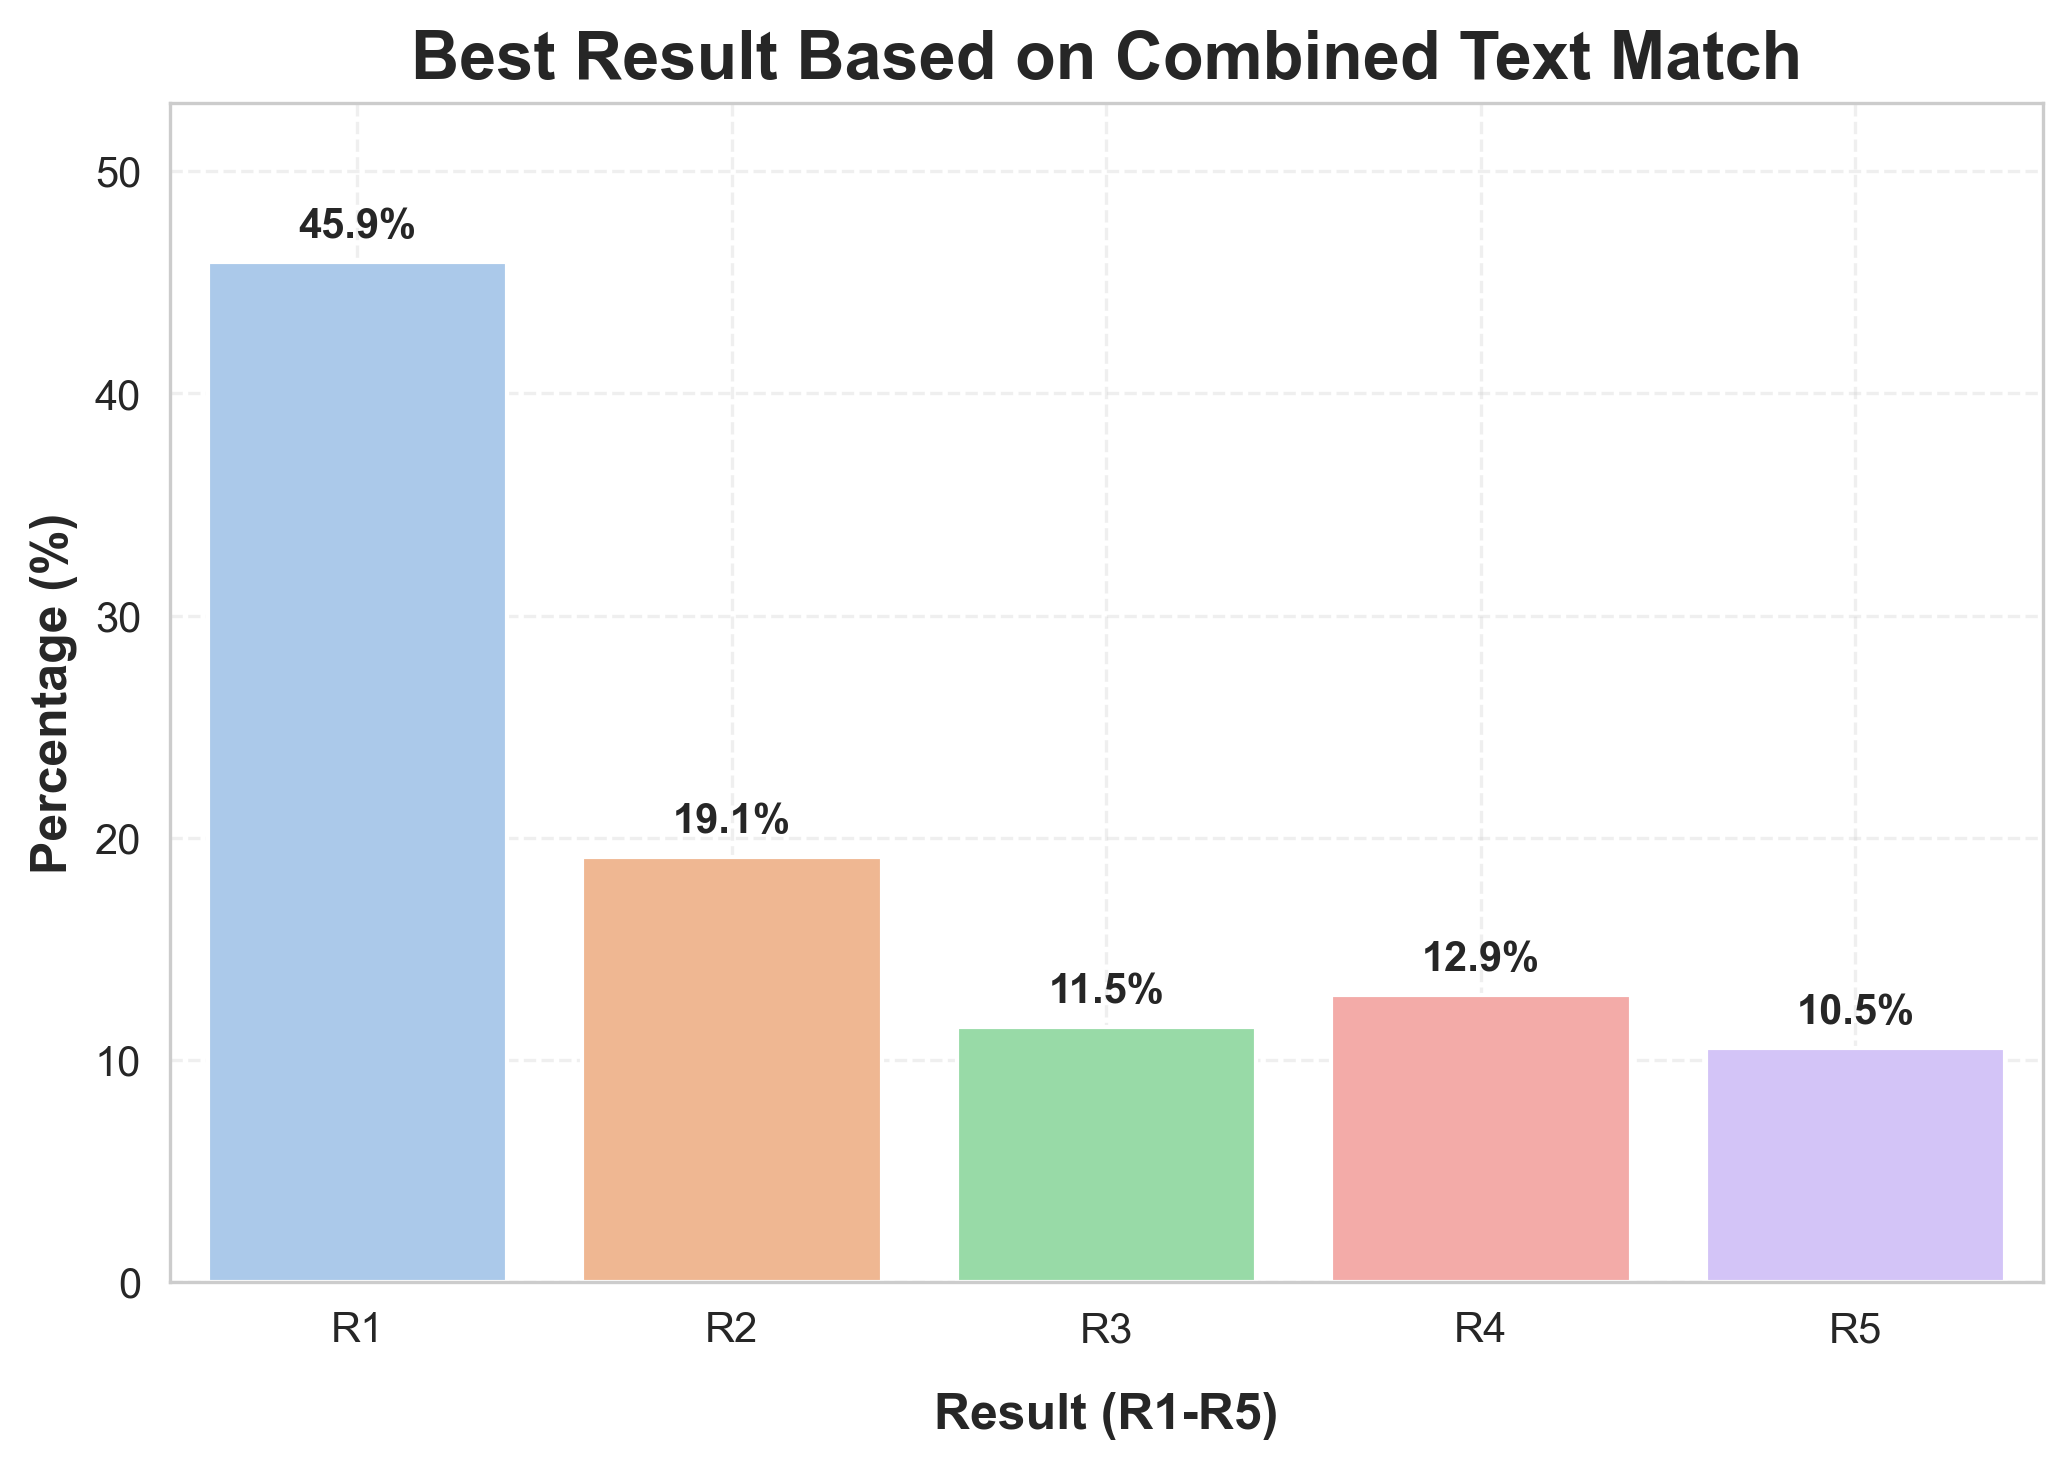 Best Result Based on Combined Text Match
Percentage (%)
50
40
30
20
10
0
45.9%
19.1%
11.5%
12.9%
10.5%
R1
R2
R3
R4
R5
Result (R1-R5)